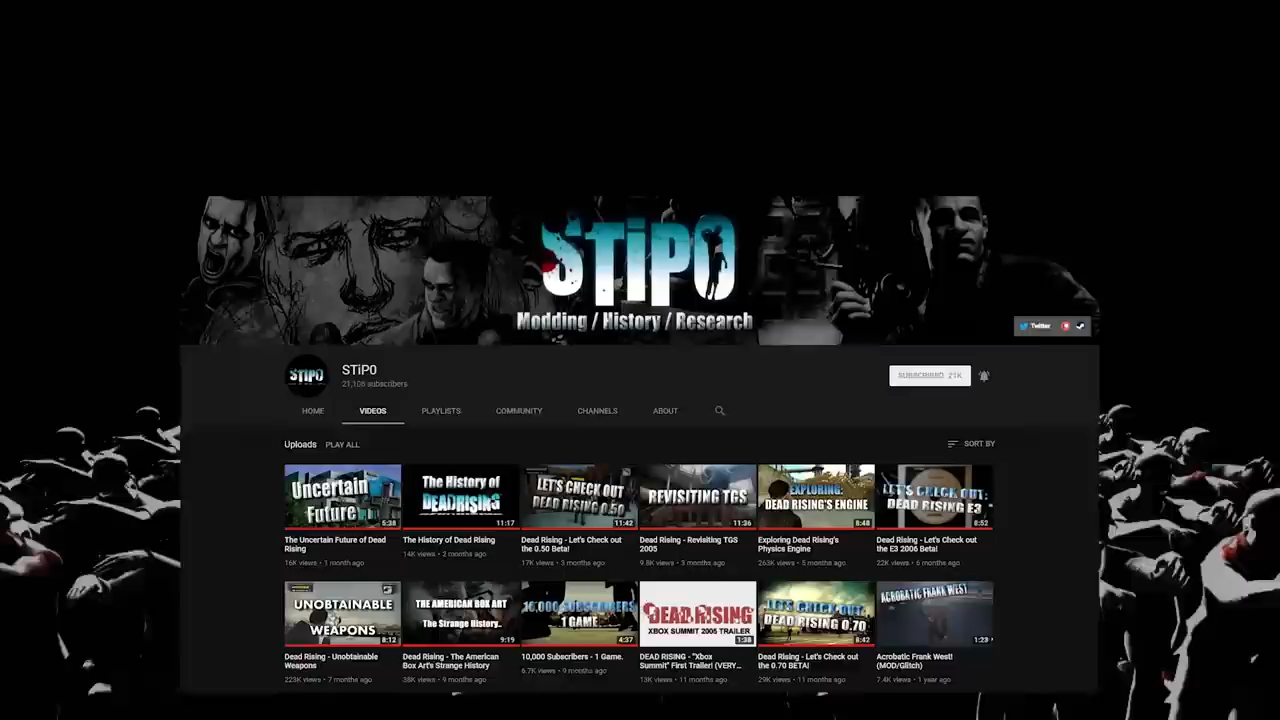 STiPO
Modding / History / Research
Twitter
STiPO
STiPO
21,106 subscribers
SUBSCRIBED 21K
HOME
VIDEOS
PLAYLISTS
COMMUNITY
CHANNELS
ABOUT
Uploads
PLAY ALL
SORT BY
Uncertain
Future
5:38
The History of
DEADRISING
11:17
LET'S CHECK OUT
DEAD RISING 0.50
11:42
REVISITING TGS
11:36
EXPLORING:
DEAD RISING'S ENGINE
8:48
LET'S CHECK OUT:
DEAD RISING E3
8:52
The Uncertain Future of Dead
Rising
16K views • 1 month ago
The History of Dead Rising
14K views • 2 months ago
Dead Rising - Let's Check out
the 0.50 Beta!
17K views • 3 months ago
Dead Rising - Revisiting TGS
2005
9.8K views • 3 months ago
Exploring Dead Rising's
Physics Engine
263K views • 5 months ago
Dead Rising - Let's Check out
the E3 2006 Beta!
22K views • 6 months ago
UNOBTAINABLE
WEAPONS
8:12
THE AMERICAN BOX ART
The Strange History..
9:19
10,000 SUBSCRIBERS
1 GAME.
4:37
DEAD RISING
XBOX SUMMIT 2005 TRAILER
1:38
LET'S CHECK OUT:
DEAD RISING 0.70
8:42
ACROBATIC FRANK WEST
1:23
Dead Rising - Unobtainable
Weapons
223K views • 7 months ago
Dead Rising - The American
Box Art's Strange History
38K views • 9 months ago
10,000 Subscribers - 1 Game.
6.7K views • 9 months ago
DEAD RISING - "Xbox
Summit" First Trailer! (VERY...
13K views • 11 months ago
Dead Rising - Let's Check out
the 0.70 BETA!
29K views • 11 months ago
Acrobatic Frank West!
(MOD/Glitch)
7.4K views • 1 year ago